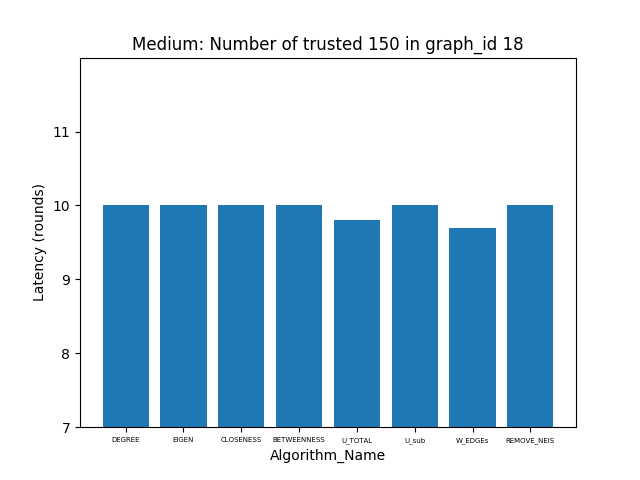 Medium: Number of trusted 150 in graph_id 18
Latency (rounds)
11
10
9
8
7
DEGREE EIGEN CLOSENESS BETWEENNESS U_TOTAL U_sub W_EDGEs REMOVE_NEIS
Algorithm_Name